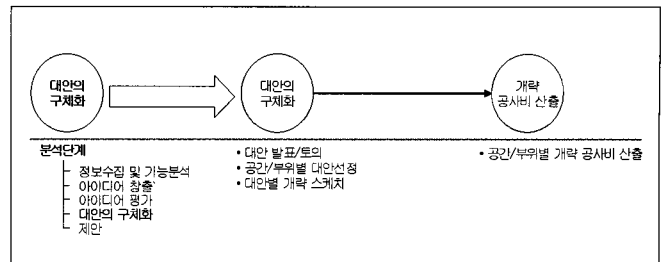 대안의
구체화
대안의
구체화
개략
공사비 산출
분석단계
정보수집 및 기능분석
아이디어 창출
아이디어 평가
대안의 구체화
제안
• 대안 발표/토의
• 공간/부위별 대안선정
• 대안별 개략 스케치
• 공간/부위별 개략 공사비 산출